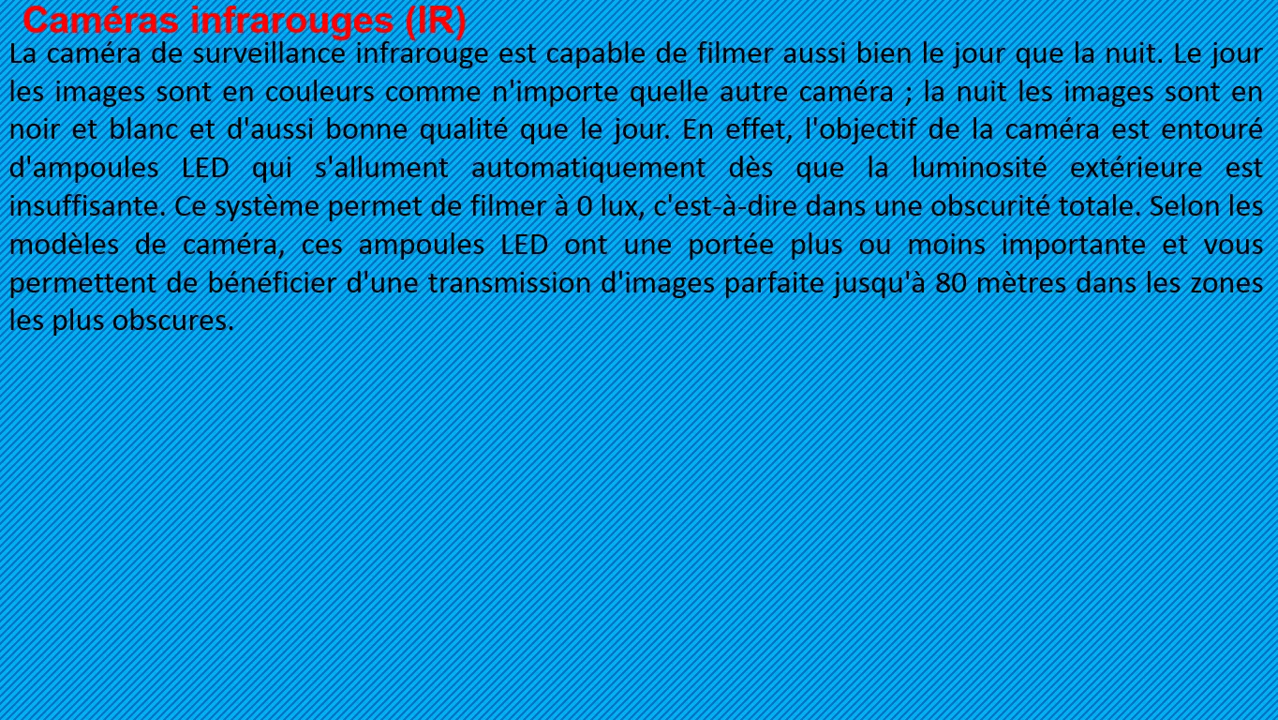 Caméras infrarouges (IR)
La caméra de surveillance infrarouge est capable de filmer aussi bien le jour que la nuit. Le jour
les images sont en couleurs comme n'importe quelle autre caméra ; la nuit les images sont en
noir et blanc et d'aussi bonne qualité que le jour. En effet, l'objectif de la caméra est entouré
d'ampoules LED qui s'allument automatiquement dès que la luminosité extérieure est
insuffisante. Ce système permet de filmer à 0 lux, c'est-à-dire dans une obscurité totale. Selon les
modèles de caméra, ces ampoules LED ont une portée plus ou moins importante et vous
permettent de bénéficier d'une transmission d'images parfaite jusqu'à 80 mètres dans les zones
les plus obscures.